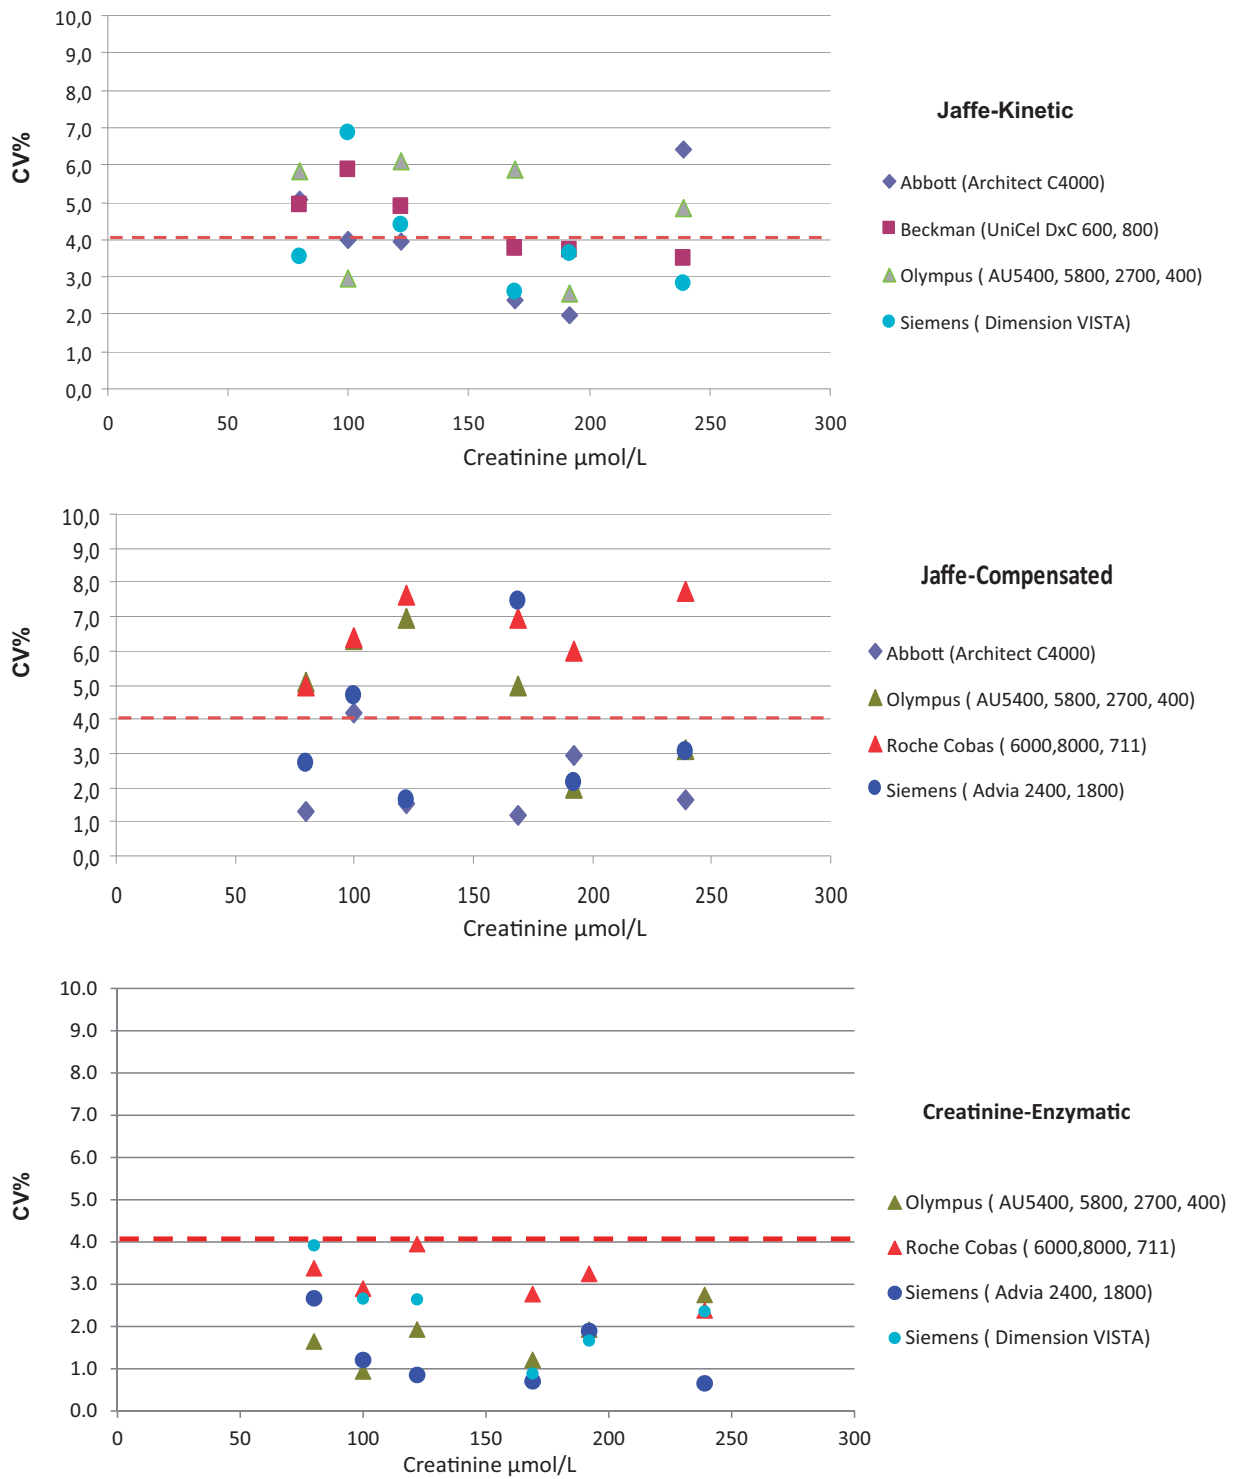 10,0
9,0
8,0
7,0
6,0
5,0
4,0
3,0
2,0
1,0
0,0
CV%
0 50 100 150 200 250 300
Creatinine μmol/L
Jaffe-Kinetic
Abbott (Architect C4000)
Beckman (UniCel DxC 600, 800)
Olympus ( AU5400, 5800, 2700, 400)
Siemens ( Dimension VISTA)
10,0
9,0
8,0
7,0
6,0
5,0
4,0
3,0
2,0
1,0
0,0
CV%
0 50 100 150 200 250 300
Creatinine μmol/L
Jaffe-Compensated
Abbott (Architect C4000)
Olympus ( AU5400, 5800, 2700, 400)
Roche Cobas ( 6000,8000, 711)
Siemens ( Advia 2400, 1800)
10.0
9.0
8.0
7.0
6.0
5.0
4.0
3.0
2.0
1.0
0.0
CV%
0 50 100 150 200 250 300
Creatinine μmol/L
Creatinine-Enzymatic
Olympus ( AU5400, 5800, 2700, 400)
Roche Cobas ( 6000,8000, 711)
Siemens ( Advia 2400, 1800)
Siemens ( Dimension VISTA)